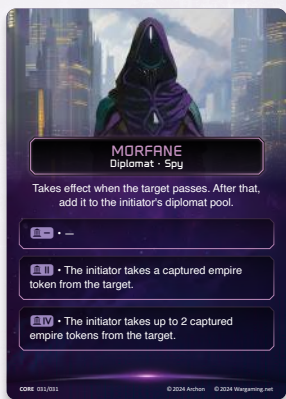 MORFANE
Diplomat · Spy
Takes effect when the target passes. After that,
add it to the initiator's diplomat pool.
– • –
II • The initiator takes a captured empire
token from the target.
IV • The initiator takes up to 2 captured
empire tokens from the target.
CORE 031/031 © 2024 Archon © 2024 Wargaming.net